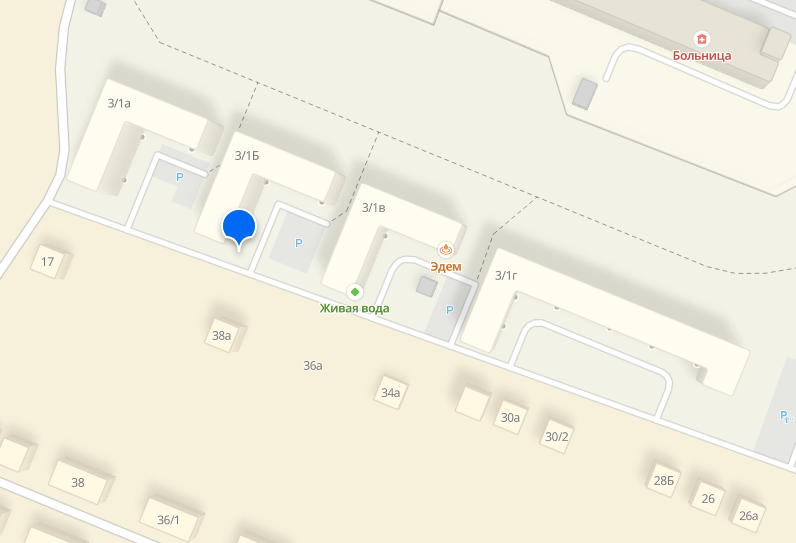 Больница
3/1а
3/1Б
Р
3/1в
Р
Эдем
17
3/1г
Живая вода
Р
38а
36а
34а
30а
Р
30/2
28Б
38
26
26а
36/1